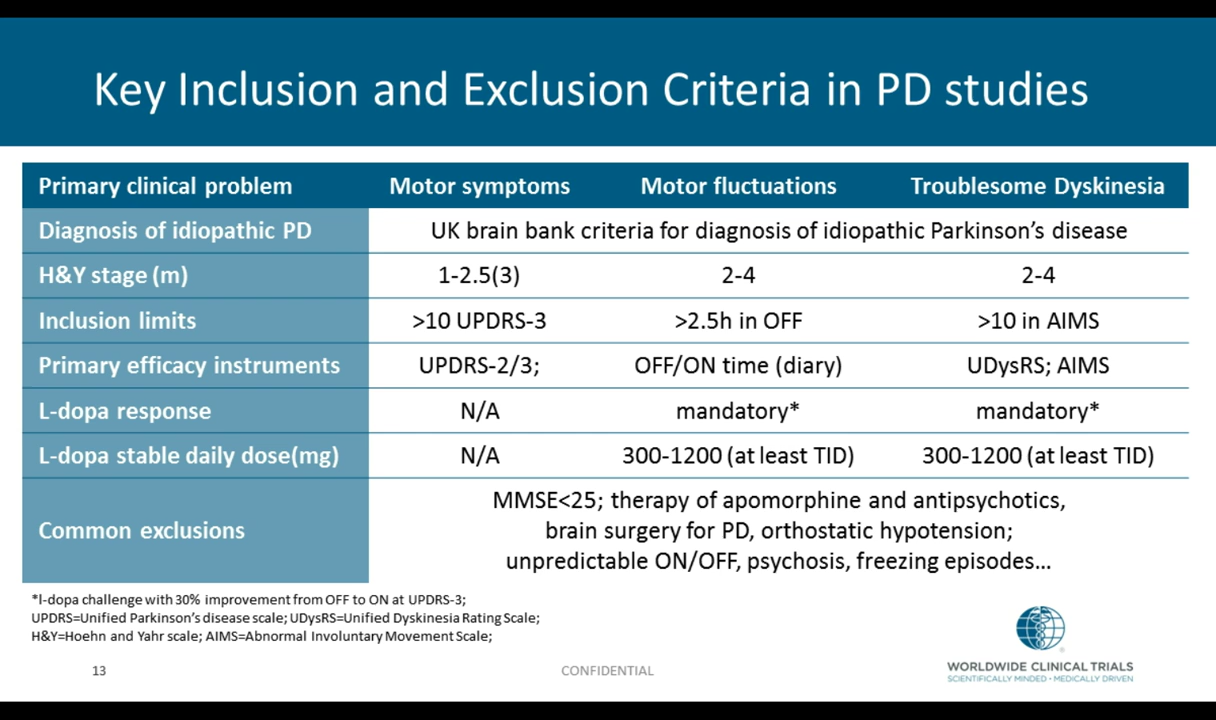 Key Inclusion and Exclusion Criteria in PD studies
Primary clinical problem Motor symptoms Motor fluctuations Troublesome Dyskinesia
Diagnosis of idiopathic PD UK brain bank criteria for diagnosis of idiopathic Parkinson's disease
H&Y stage (m) 1-2.5(3) 2-4 2-4
Inclusion limits >10 UPDRS-3 >2.5h in OFF >10 in AIMS
Primary efficacy instruments UPDRS-2/3; OFF/ON time (diary) UDysRS; AIMS
L-dopa response N/A mandatory* mandatory*
L-dopa stable daily dose(mg) N/A 300-1200 (at least TID) 300-1200 (at least TID)
Common exclusions
MMSE<25; therapy of apomorphine and antipsychotics,
brain surgery for PD, orthostatic hypotension;
unpredictable ON/OFF, psychosis, freezing episodes…
*l-dopa challenge with 30% improvement from OFF to ON at UPDRS-3;
UPDRS=Unified Parkinson's disease scale; UDysRS=Unified Dyskinesia Rating Scale;
H&Y=Hoehn and Yahr scale; AIMS=Abnormal Involuntary Movement Scale;
13 CONFIDENTIAL
WORLDWIDE CLINICAL TRIALS
SCIENTIFICALLY MINDED • MEDICALLY DRIVEN